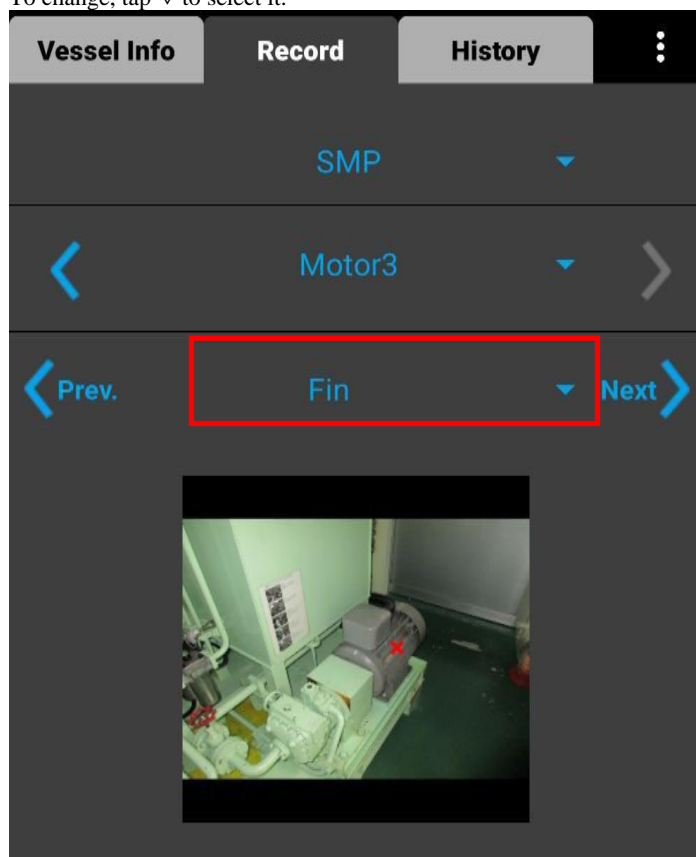 To change, tap ∇ to select it.
Vessel Info Record History
SMP
Motor3
Prev. Fin Next